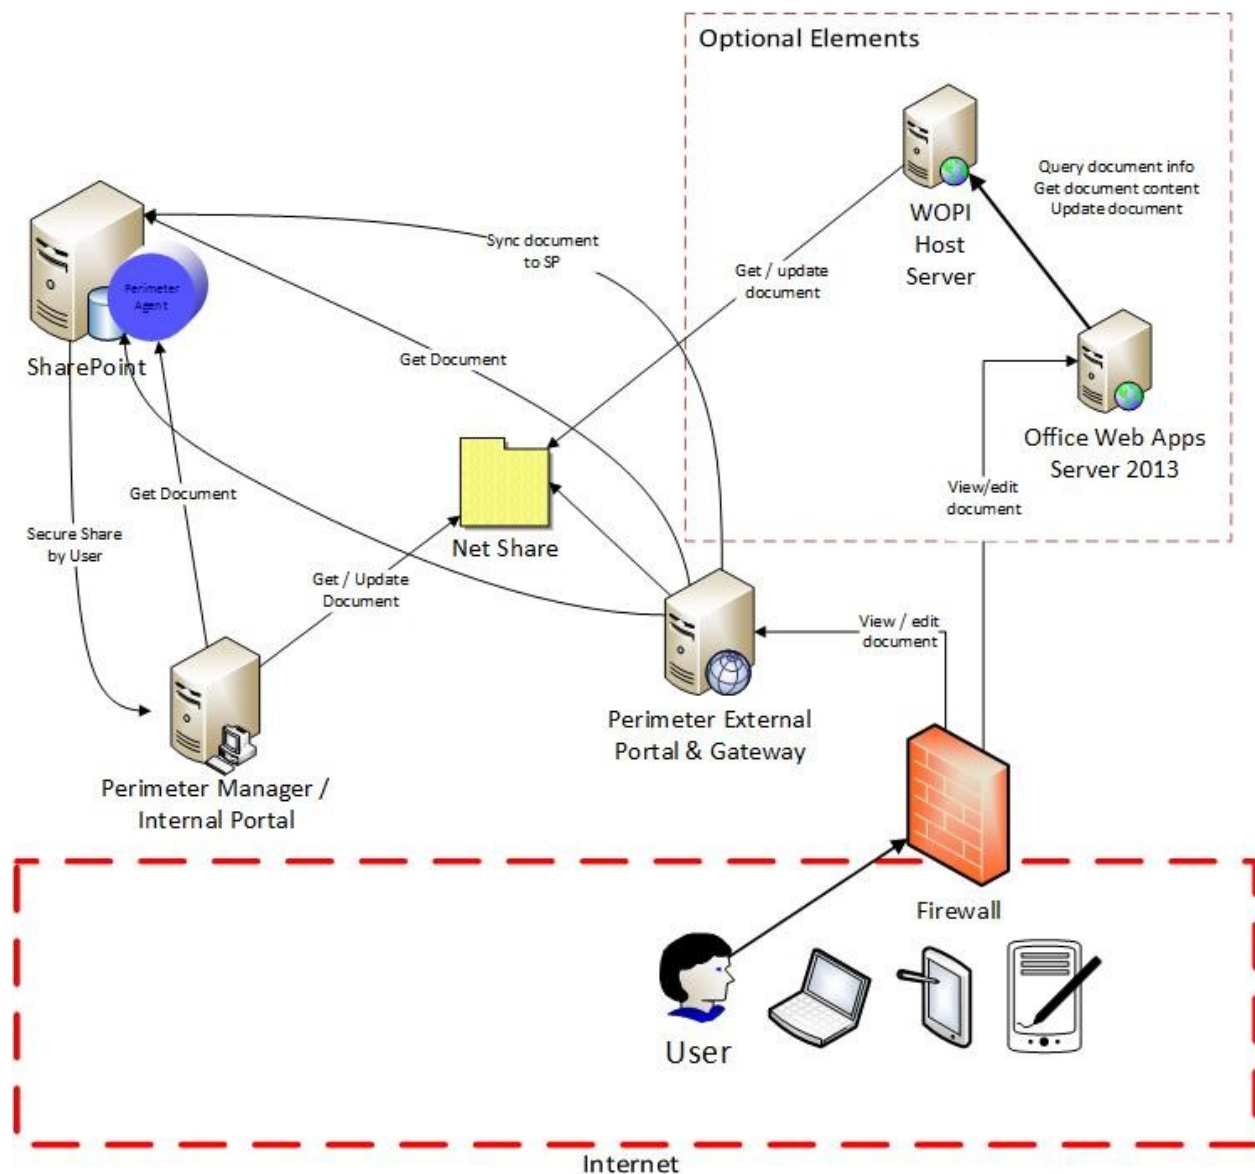 Optional Elements
Query document info
Get document content
Update document
WOPI
Host
Server
Sync document
to SP
Get / update
document
Perimeter
Agent
SharePoint
Get Document
Office Web Apps
Server 2013
View/edit
document
Get Document
Secure Share
by User
Net Share
Get / Update
Document
View / edit
document
Perimeter External
Portal & Gateway
Perimeter Manager /
Internal Portal
Firewall
User
Internet